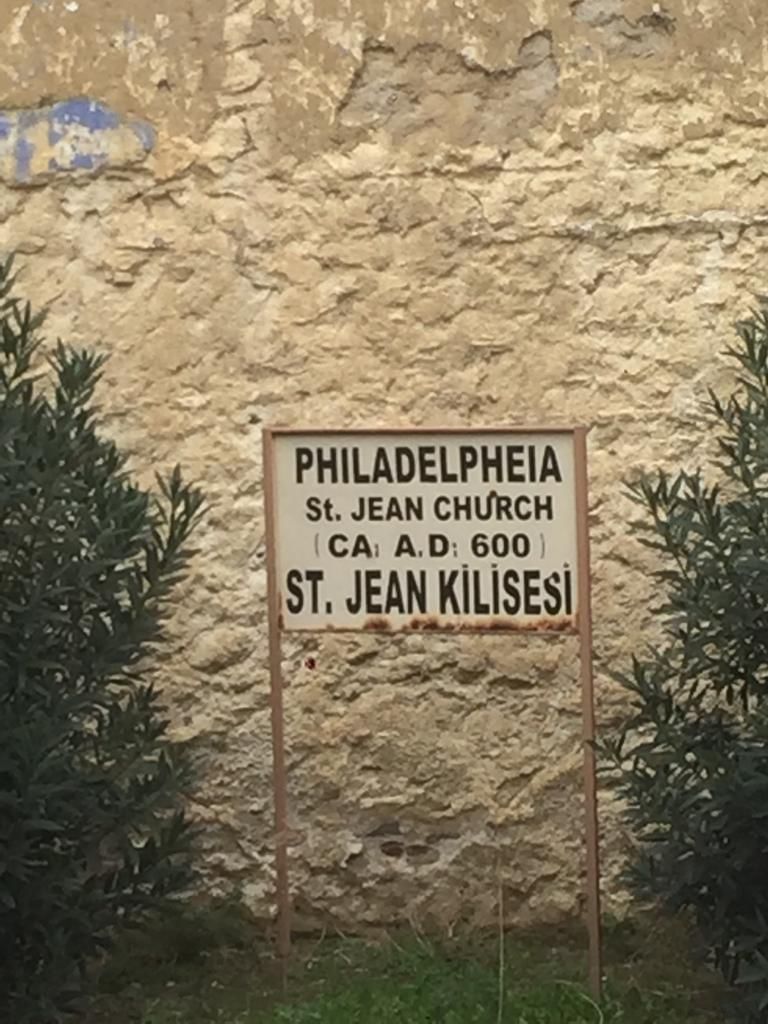 PHILADELPHEIA
St. JEAN CHURCH
(CA: A.D: 600)
ST. JEAN KİLİSESİ